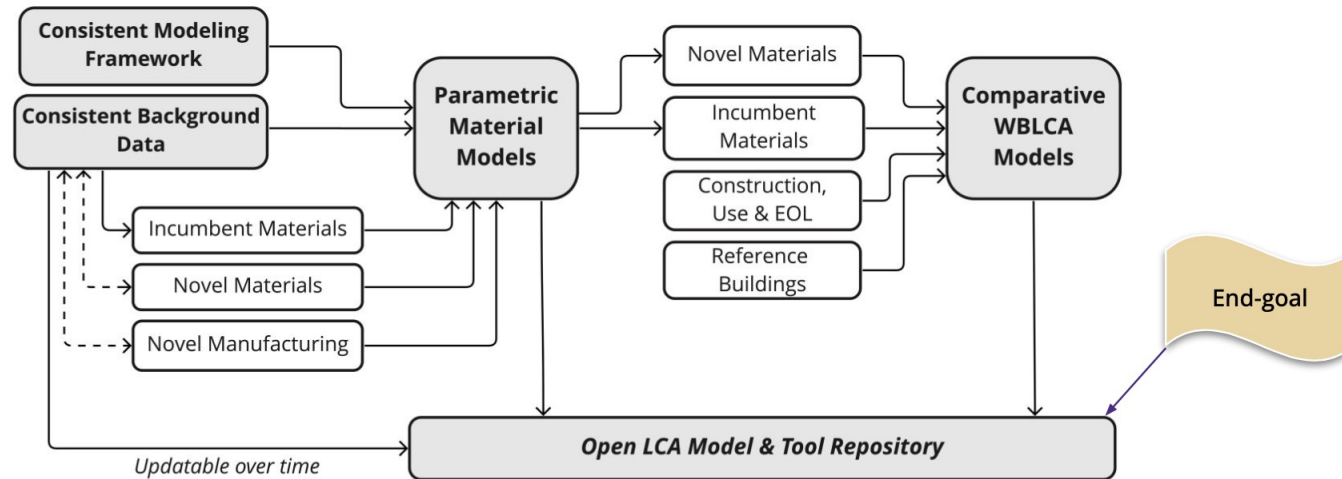 Consistent Modeling
Framework
Consistent Background
Data
Incumbent Materials
Novel Materials
Novel Manufacturing
Updatable over time
Parametric
Material
Models
Novel Materials
Incumbent
Materials
Construction,
Use & EOL
Reference
Buildings
Comparative
WBLCA
Models
End-goal
Open LCA Model & Tool Repository